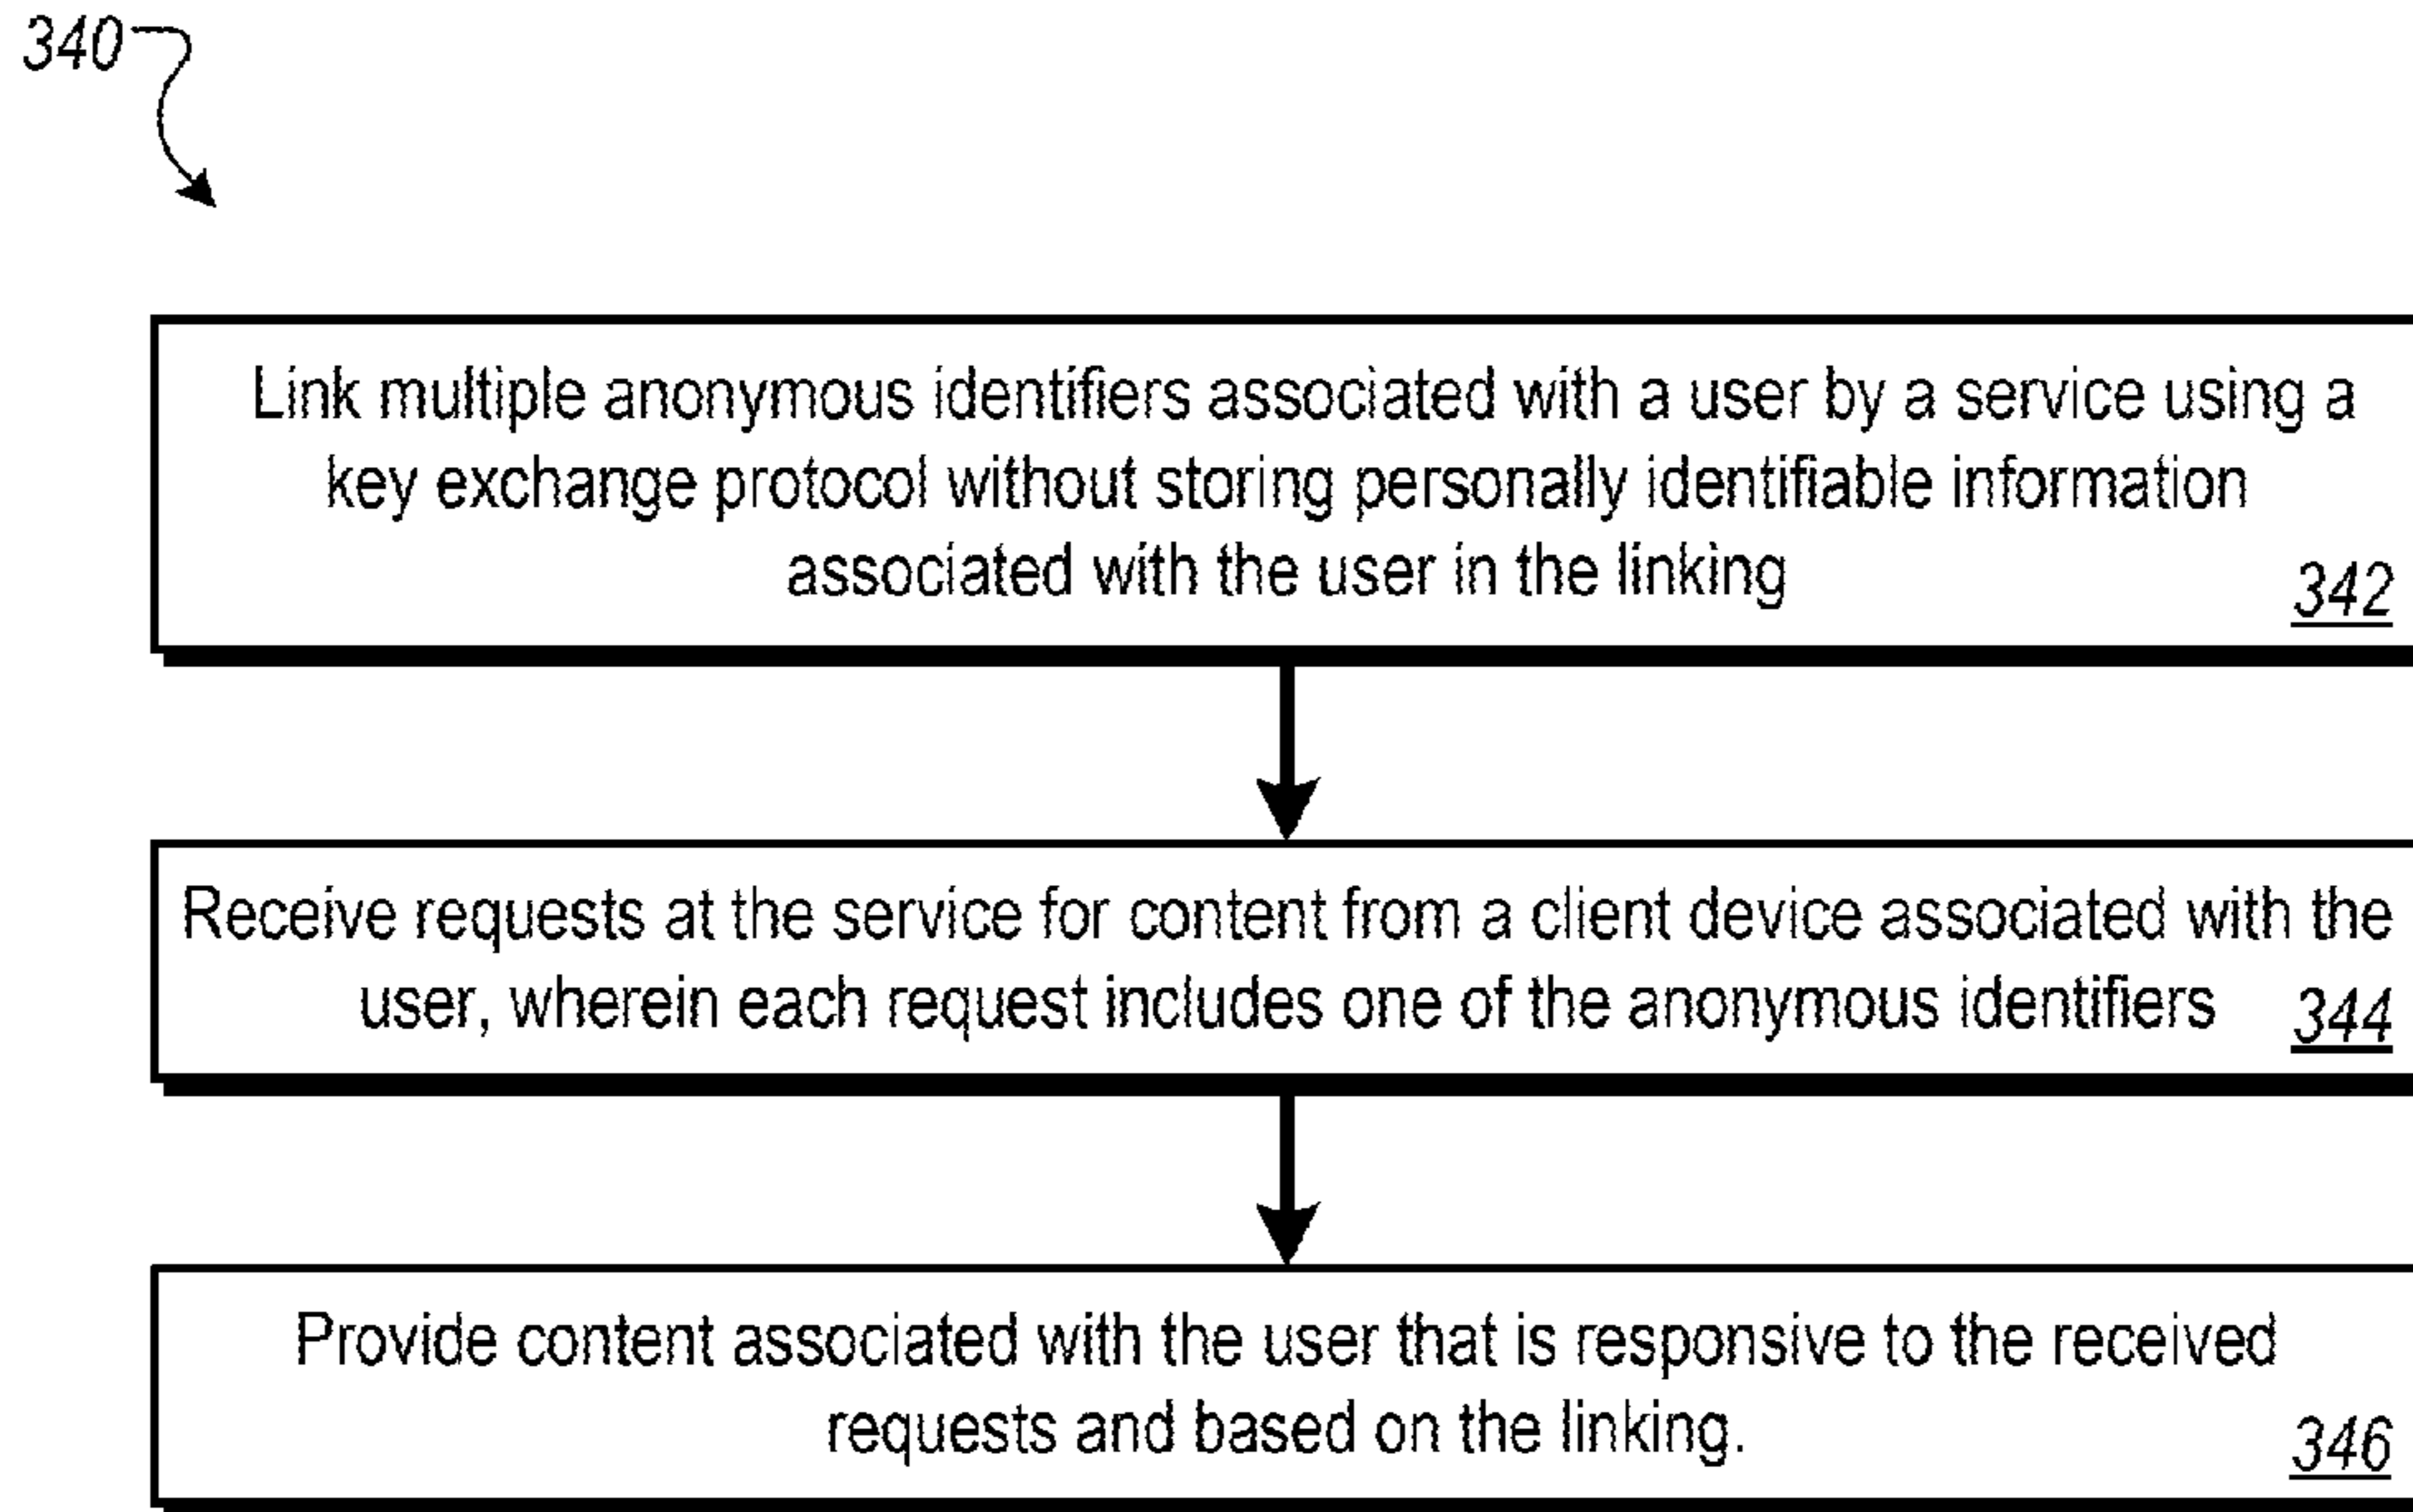 340
Link multiple anonymous identifiers associated with a user by a service using a
key exchange protocol without storing personally identifiable information
associated with the user in the linking
342
Receive requests at the service for content from a client device associated with the
user, wherein each request includes one of the anonymous identifiers 344
Provide content associated with the user that is responsive to the received
requests and based on the linking.
346